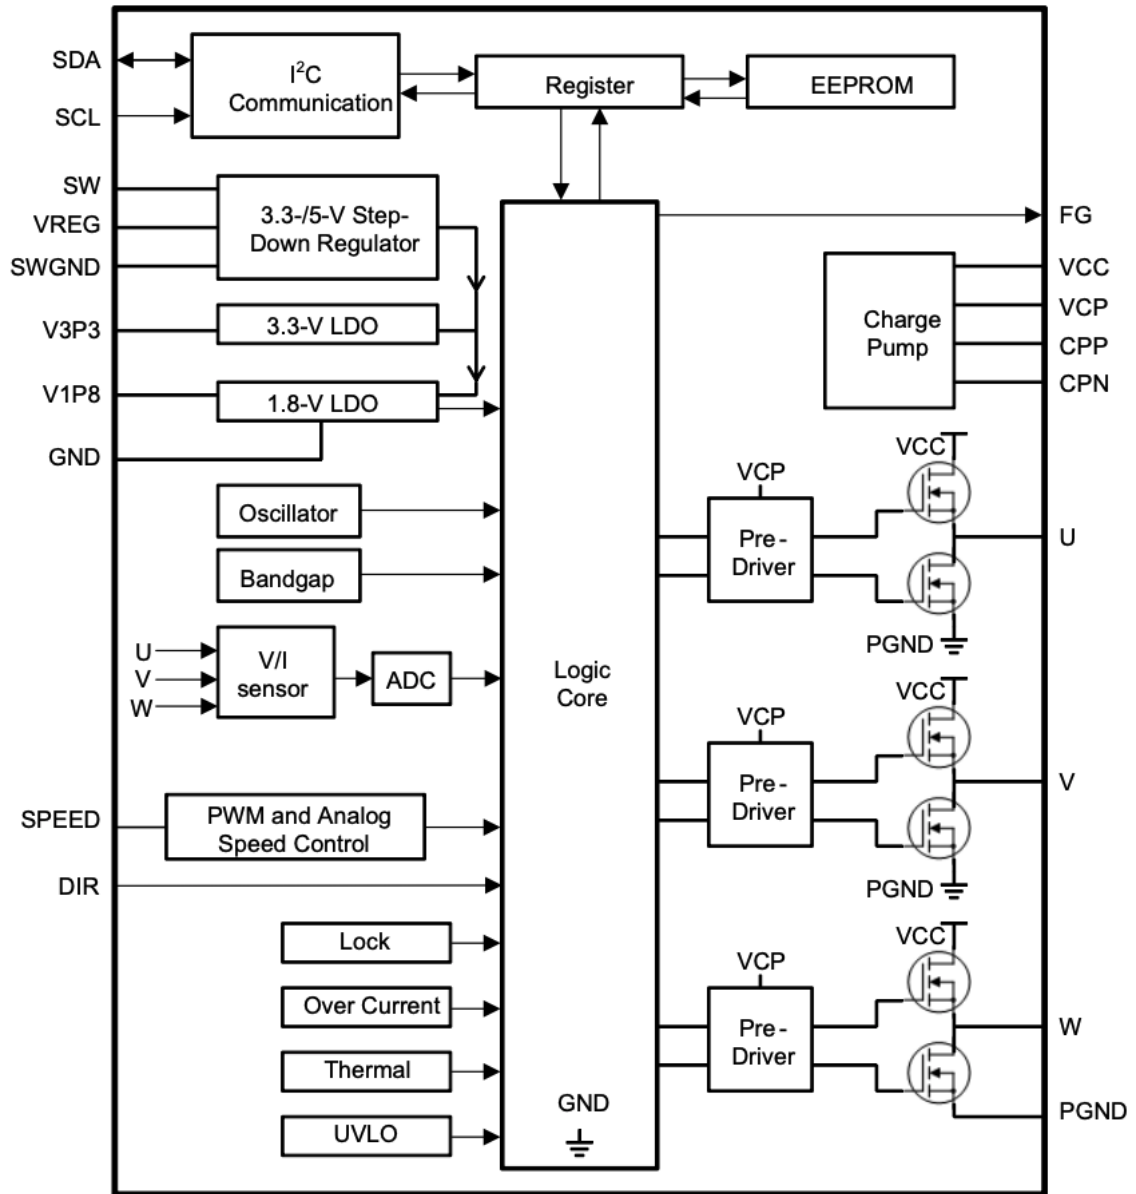 SDA
SCL
I²C
Communication
Register
EEPROM
SW
VREG
SWGND
3.3-/5-V Step-
Down Regulator
V3P3
3.3-V LDO
V1P8
1.8-V LDO
GND
Oscillator
Bandgap
U
V
W
V/I
sensor
ADC
SPEED
PWM and Analog
Speed Control
DIR
Lock
Over Current
Thermal
UVLO
Logic
Core
GND
FG
Charge
Pump
VCC
VCP
CPP
CPN
VCP
Pre-
Driver
VCC
U
PGND
VCP
Pre-
Driver
VCC
V
PGND
VCP
Pre-
Driver
VCC
W
PGND